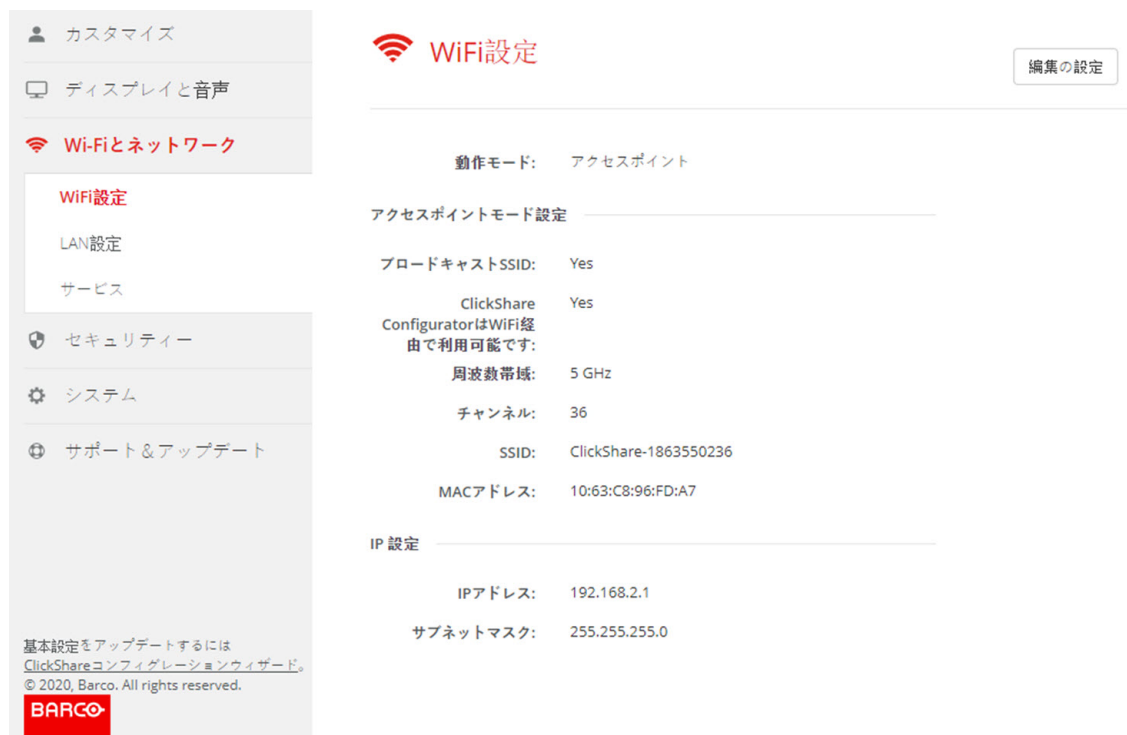 カスタマイズ
ディスプレイと音声
Wi-Fiとネットワーク
WiFi設定
LAN設定
サービス
セキュリティー
システム
サポート＆アップデート
基本設定をアップデートするには
ClickShareコンフィグレーションウィザード。
© 2020, Barco. All rights reserved.
BARCO
WiFi設定
編集の設定
動作モード: アクセスポイント
アクセスポイントモード設定
ブロードキャストSSID: Yes
ClickShare Yes
ConfiguratorはWiFi経
由で利用可能です:
周波数帯域: 5 GHz
チャンネル: 36
SSID: ClickShare-1863550236
MACアドレス: 10:63:C8:96:FD:A7
IP 設定
IPアドレス: 192.168.2.1
サブネットマスク: 255.255.255.0